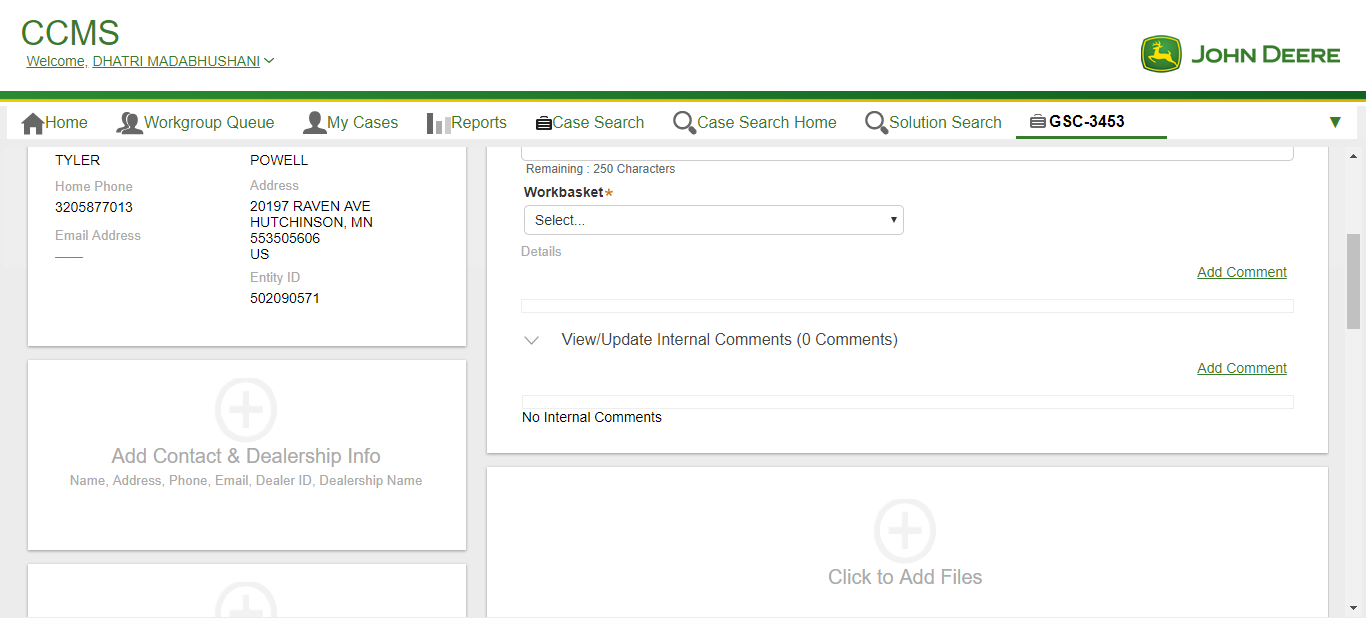 CCMS
Welcome, DHATRI MADABHUSHANI
JOHN DEERE
Home
Workgroup Queue
My Cases
Reports
Case Search
Case Search Home
Solution Search
GSC-3453
TYLER
POWELL
Home Phone
3205877013
Email Address
Address
20197 RAVEN AVE
HUTCHINSON, MN
553505606
US
Entity ID
502090571
Add Contact & Dealership Info
Name, Address, Phone, Email, Dealer ID, Dealership Name
Remaining : 250 Characters
Workbasket*
Select...
Details
Add Comment
View/Update Internal Comments (0 Comments)
Add Comment
No Internal Comments
Click to Add Files